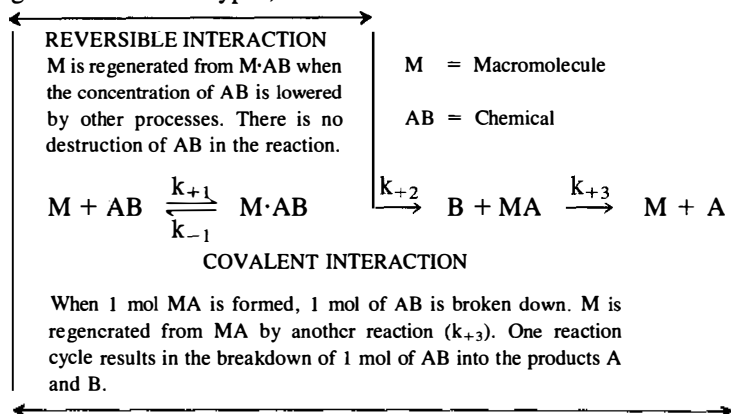 REVERSIBLE INTERACTION
M is regenerated from M·AB when
the concentration of AB is lowered
by other processes. There is no
destruction of AB in the reaction.
M = Macromolecule
AB = Chemical
M + AB k+1 ⇌ k−1 M·AB k+2 → B + MA k+3 → M + A
COVALENT INTERACTION
When 1 mol MA is formed, 1 mol of AB is broken down. M is
regenerated from MA by another reaction (k+3). One reaction
cycle results in the breakdown of 1 mol of AB into the products A
and B.